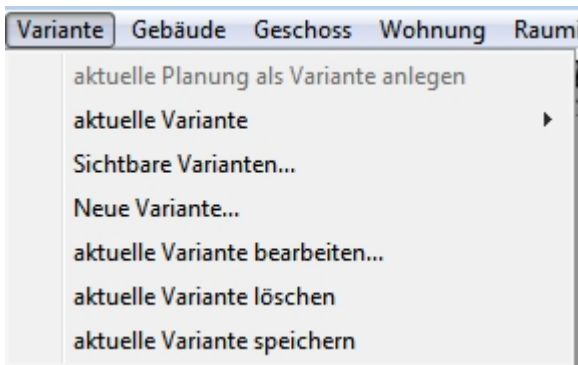 Variante Gebäude Geschoss Wohnung
aktuelle Planung als Variante anlegen
aktuelle Variante
Sichtbare Varianten...
Neue Variante...
aktuelle Variante bearbeiten...
aktuelle Variante löschen
aktuelle Variante speichern